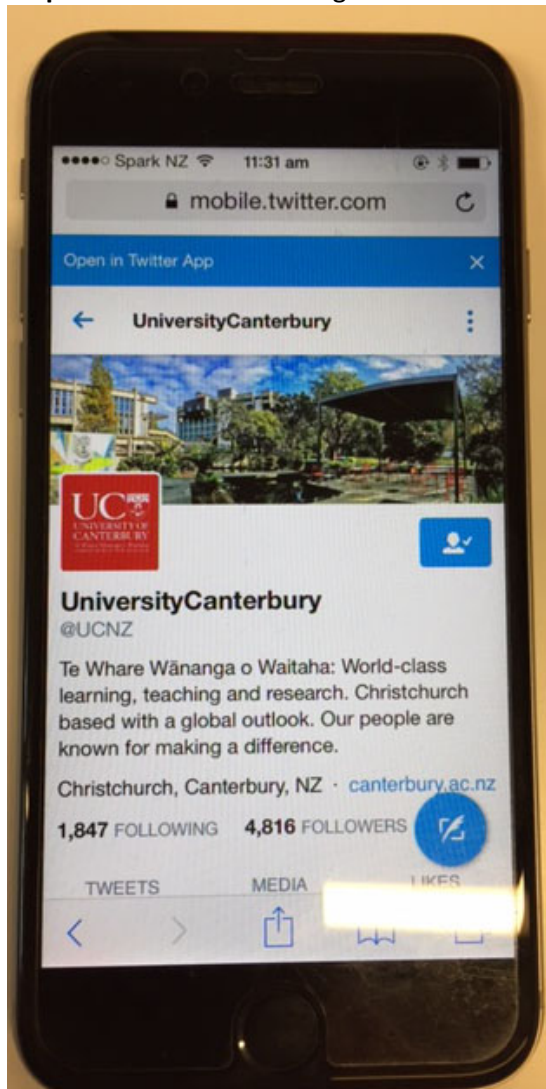 Spark NZ 11:31 am
mobile.twitter.com
Open in Twitter App
UniversityCanterbury
UC
UNIVERSITY OF
CANTERBURY
UniversityCanterbury
@UCNZ
Te Whare Wānanga o Waitaha: World-class
learning, teaching and research. Christchurch
based with a global outlook. Our people are
known for making a difference.
Christchurch, Canterbury, NZ · canterbury.ac.nz
1,847 FOLLOWING 4,816 FOLLOWERS
TWEETS MEDIA LIKES